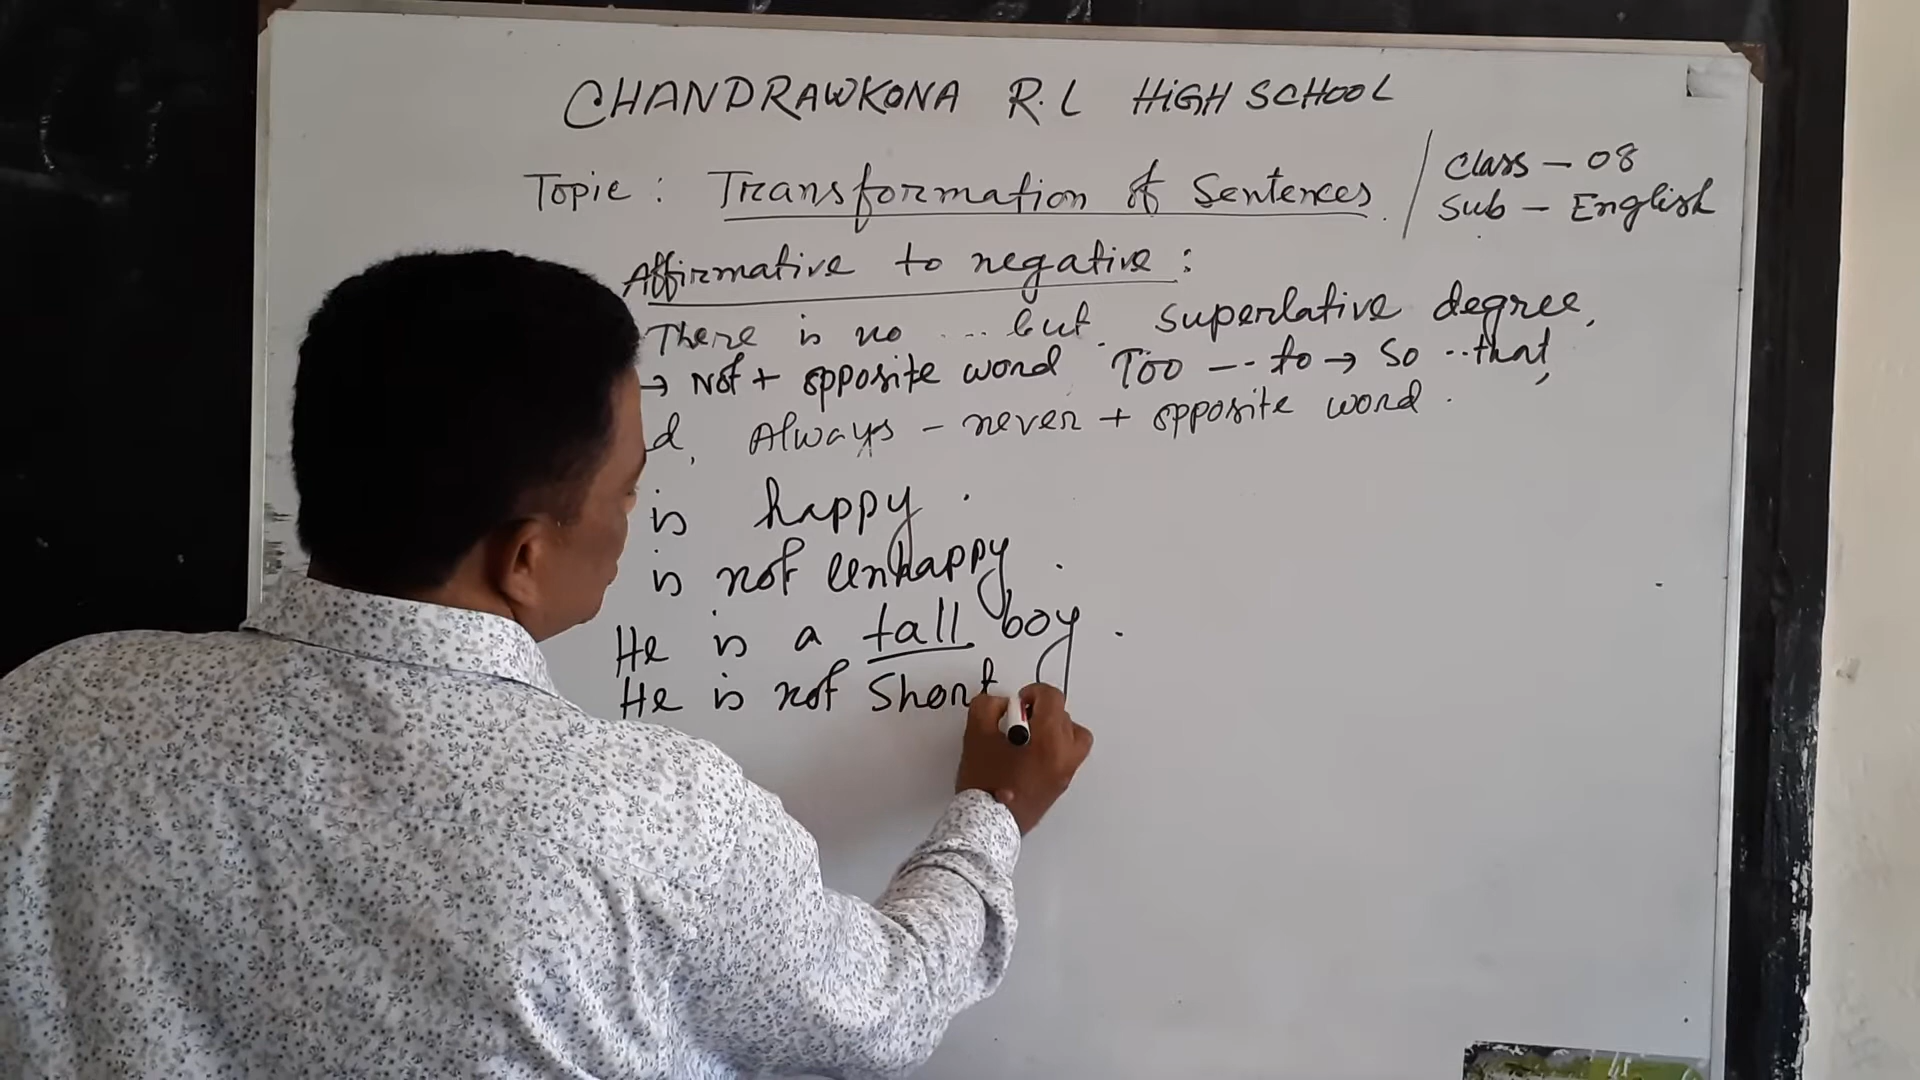 CHANDRAWKONA R.L HIGH SCHOOL
Topic : Transformation of Sentences.
Class - 08
Sub - English
Affirmative to negative :
There is no ... but. Superlative degree,
→ Not + opposite word Too --- to → So ..that,
d, Always - never + opposite word.
is happy.
is not unhappy.
He is a tall boy.
He is not Short